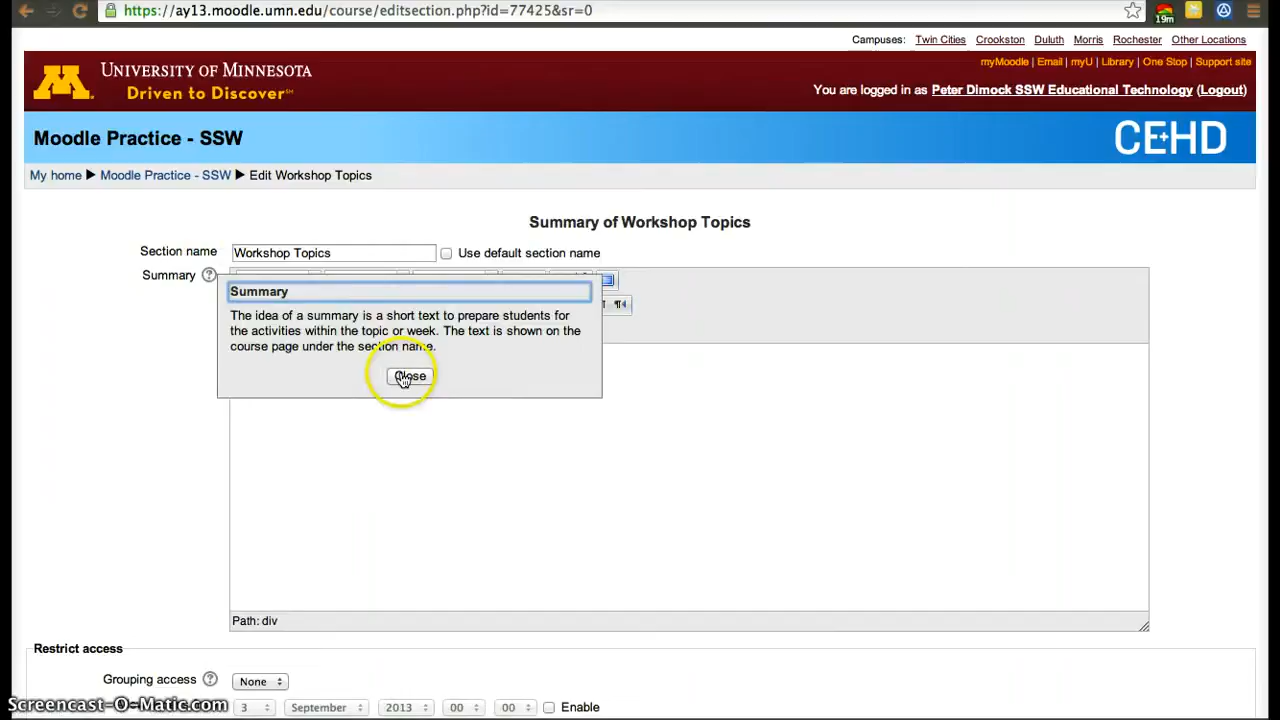 https://ay13.moodle.umn.edu/course/editsection.php?id=77425&sr=0
19m
Campuses: Twin Cities Crookston Duluth Morris Rochester Other Locations
UNIVERSITY OF MINNESOTA
Driven to Discover℠
myMoodle | Email | myU | Library | One Stop | Support site
You are logged in as Peter Dimock SSW Educational Technology (Logout)
Moodle Practice - SSW
CEHD
My home ▶ Moodle Practice - SSW ▶ Edit Workshop Topics
Summary of Workshop Topics
Section name Workshop Topics Use default section name
Summary
Summary
The idea of a summary is a short text to prepare students for
the activities within the topic or week. The text is shown on the
course page under the section name.
Close
Path: div
Restrict access
Grouping access None
3 September 2013 00 00 Enable
Screencast-O-Matic.com